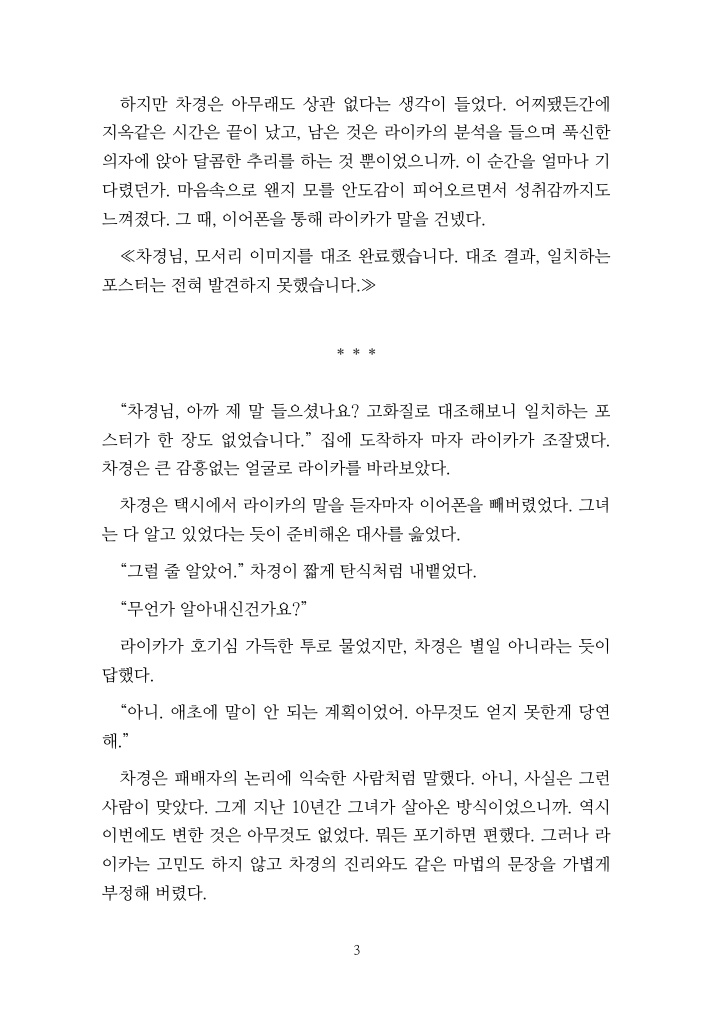 하지만 차경은 아무래도 상관 없다는 생각이 들었다. 어찌됐든간에
지옥같은 시간은 끝이 났고, 남은 것은 라이카의 분석을 들으며 푹신한
의자에 앉아 달콤한 추리를 하는 것 뿐이었으니까. 이 순간을 얼마나 기
다렸던가. 마음속으로 왠지 모를 안도감이 피어오르면서 성취감까지도
느껴졌다. 그 때, 이어폰을 통해 라이카가 말을 건넸다.
≪차경님, 모서리 이미지를 대조 완료했습니다. 대조 결과, 일치하는
포스터는 전혀 발견하지 못했습니다.≫
* * *
“차경님, 아까 제 말 들으셨나요? 고화질로 대조해보니 일치하는 포
스터가 한 장도 없었습니다.” 집에 도착하자 마자 라이카가 조잘댔다.
차경은 큰 감흥없는 얼굴로 라이카를 바라보았다.
차경은 택시에서 라이카의 말을 듣자마자 이어폰을 빼버렸었다. 그녀
는 다 알고 있었다는 듯이 준비해온 대사를 읊었다.
“그럴 줄 알았어.” 차경이 짧게 탄식처럼 내뱉었다.
“무언가 알아내신건가요?”
라이카가 호기심 가득한 투로 물었지만, 차경은 별일 아니라는 듯이
답했다.
“아니. 애초에 말이 안 되는 계획이었어. 아무것도 얻지 못한게 당연
해.”
차경은 패배자의 논리에 익숙한 사람처럼 말했다. 아니, 사실은 그런
사람이 맞았다. 그게 지난 10년간 그녀가 살아온 방식이었으니까. 역시
이번에도 변한 것은 아무것도 없었다. 뭐든 포기하면 편했다. 그러나 라
이카는 고민도 하지 않고 차경의 진리와도 같은 마법의 문장을 가볍게
부정해 버렸다.
3